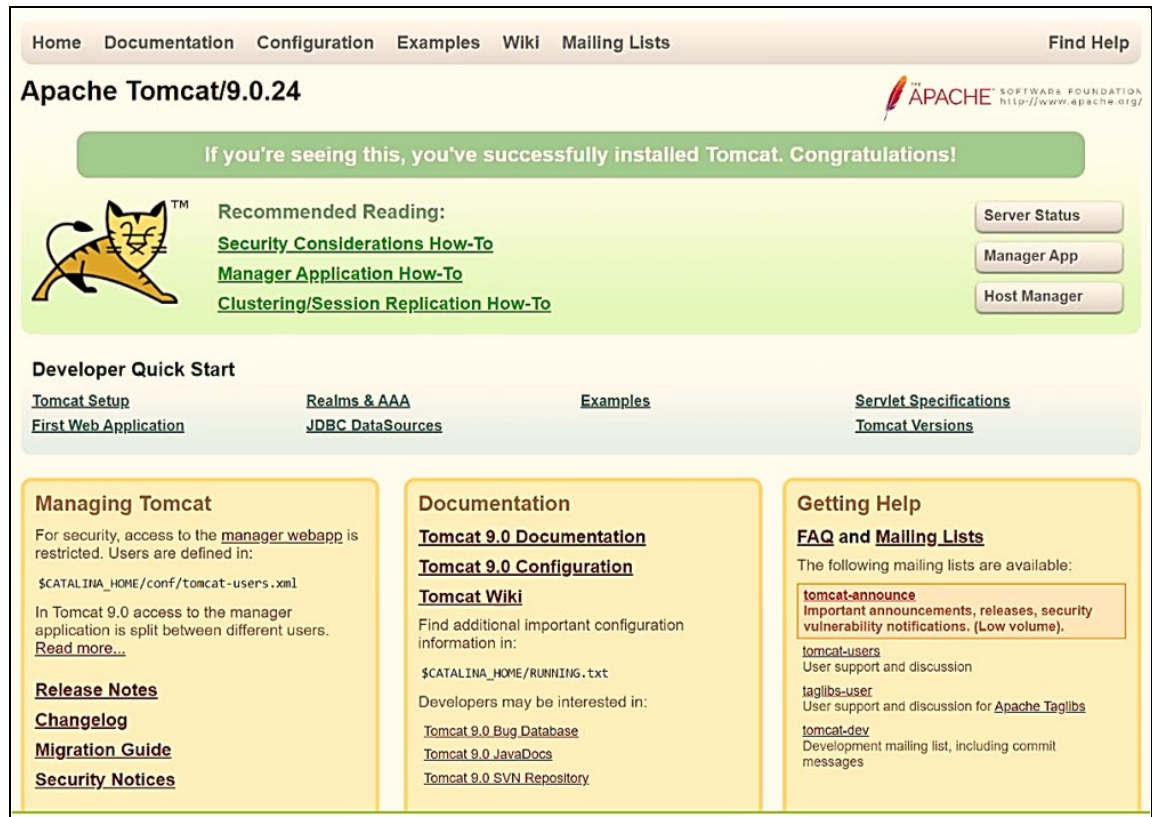 Home Documentation Configuration Examples Wiki Mailing Lists Find Help
Apache Tomcat/9.0.24
THE APACHE SOFTWARE FOUNDATION
http://www.apache.org/
If you're seeing this, you've successfully installed Tomcat. Congratulations!
TM
Recommended Reading:
Security Considerations How-To
Manager Application How-To
Clustering/Session Replication How-To
Server Status
Manager App
Host Manager
Developer Quick Start
Tomcat Setup
First Web Application
Realms & AAA
JDBC DataSources
Examples
Servlet Specifications
Tomcat Versions
Managing Tomcat
For security, access to the manager webapp is
restricted. Users are defined in:
$CATALINA_HOME/conf/tomcat-users.xml
In Tomcat 9.0 access to the manager
application is split between different users.
Read more...
Release Notes
Changelog
Migration Guide
Security Notices
Documentation
Tomcat 9.0 Documentation
Tomcat 9.0 Configuration
Tomcat Wiki
Find additional important configuration
information in:
$CATALINA_HOME/RUNNING.txt
Developers may be interested in:
Tomcat 9.0 Bug Database
Tomcat 9.0 JavaDocs
Tomcat 9.0 SVN Repository
Getting Help
FAQ and Mailing Lists
The following mailing lists are available:
tomcat-announce
Important announcements, releases, security
vulnerability notifications. (Low volume).
tomcat-users
User support and discussion
taglibs-user
User support and discussion for Apache Taglibs
tomcat-dev
Development mailing list, including commit
messages